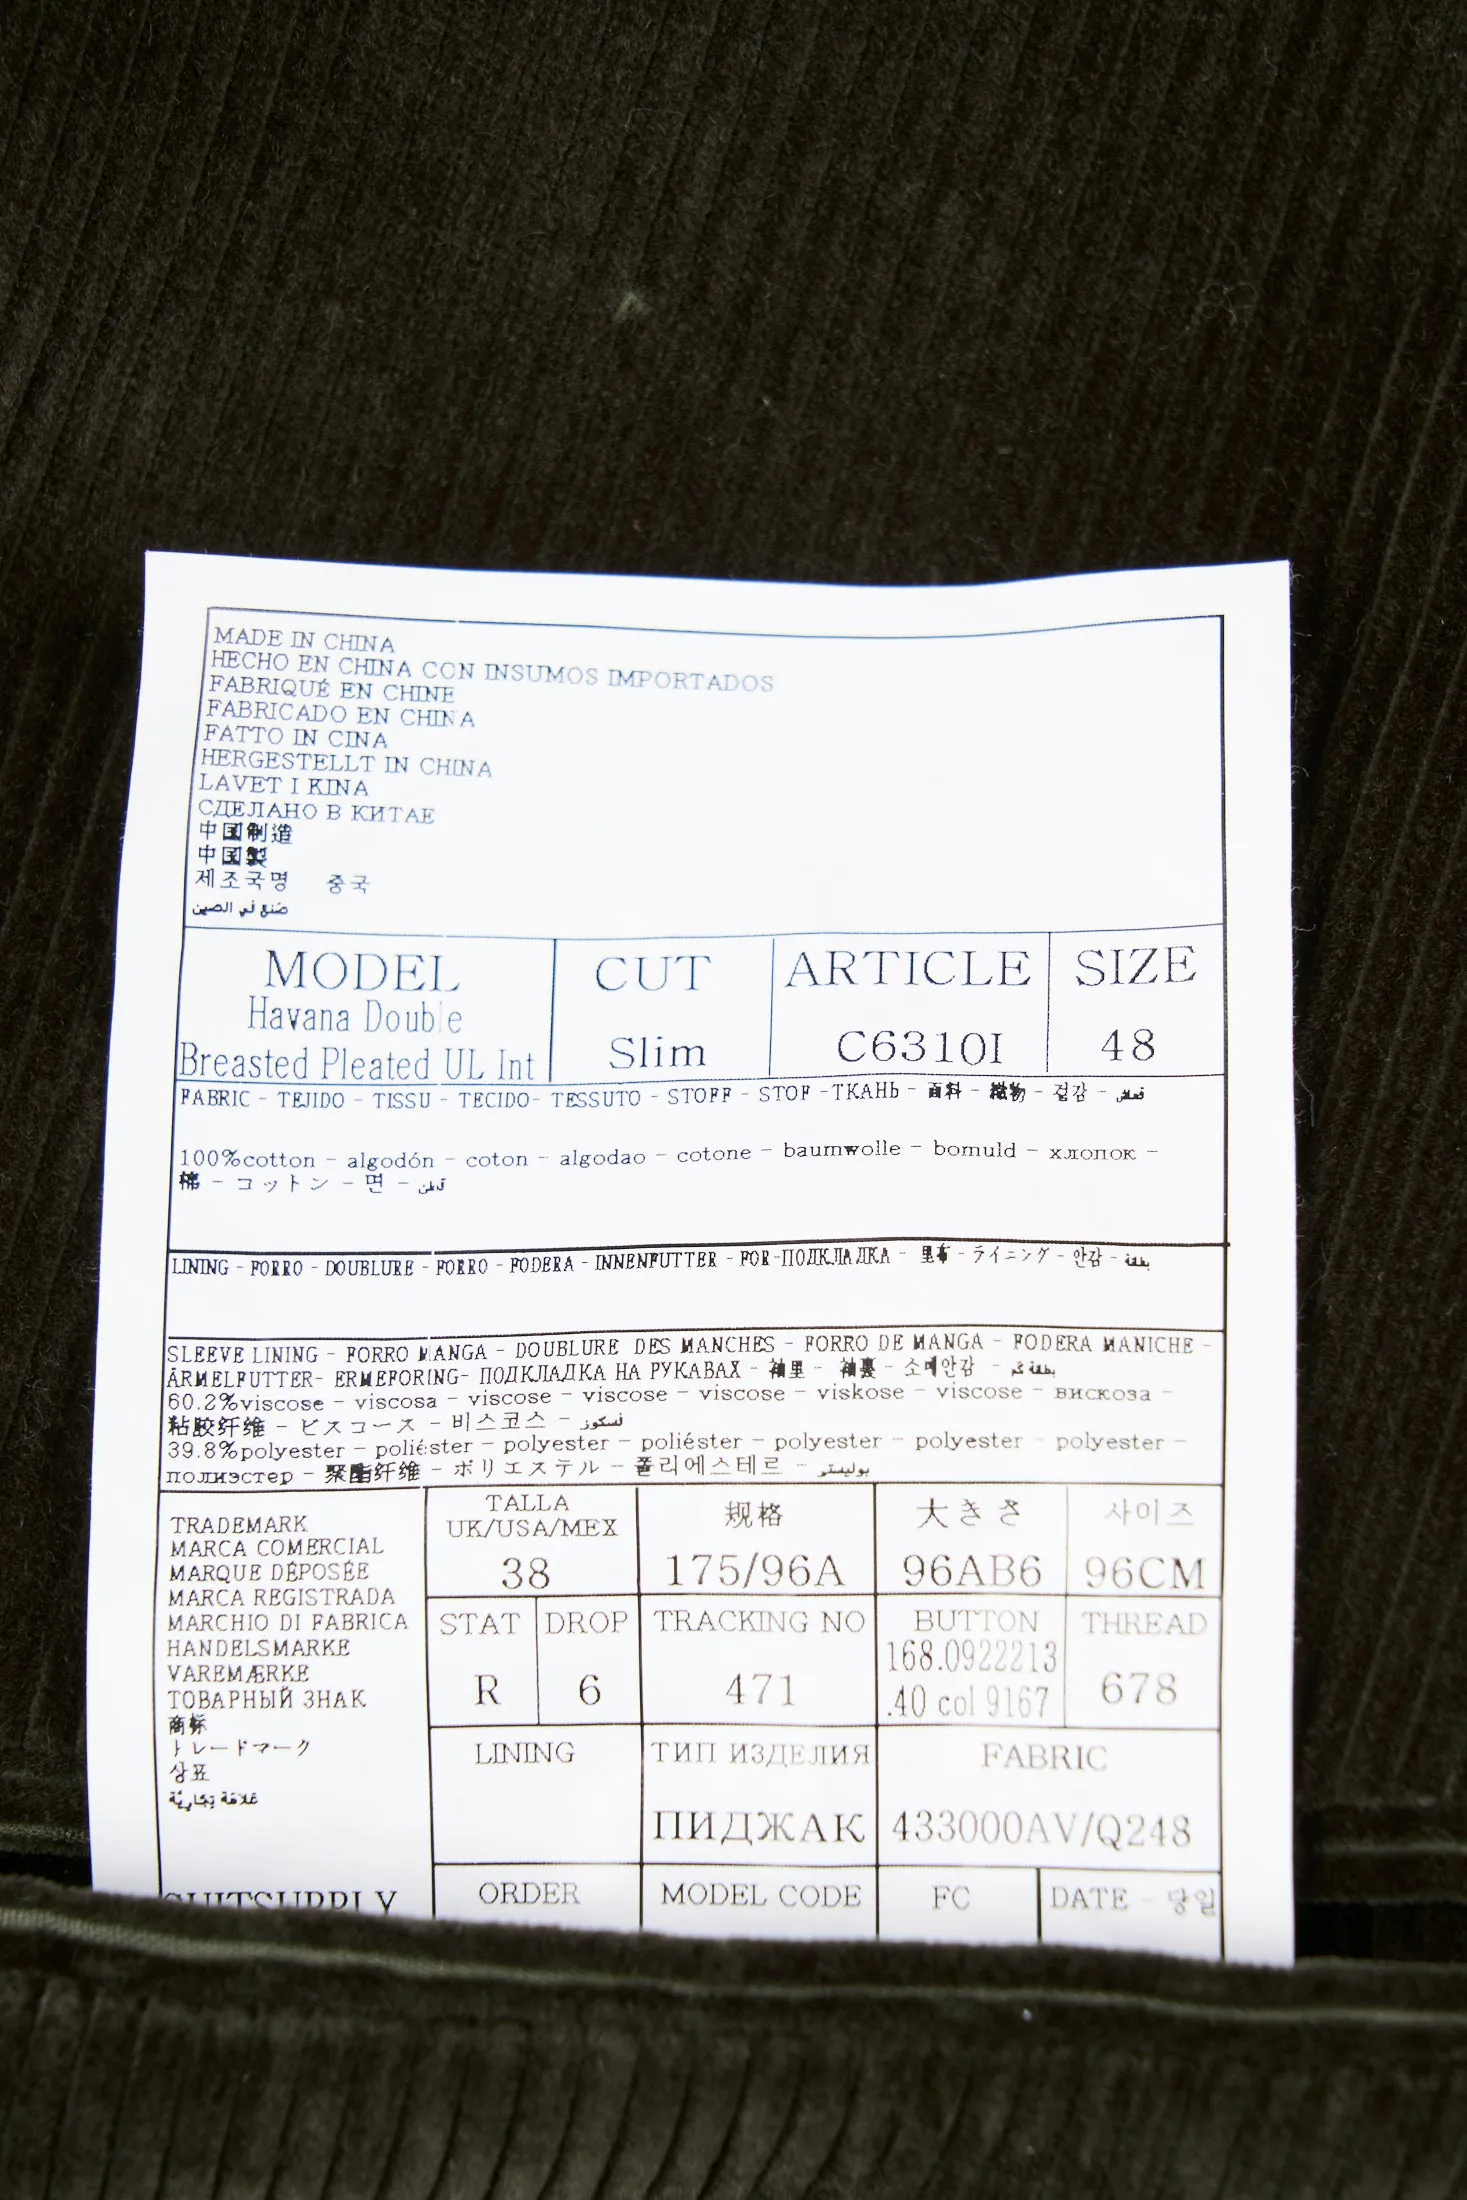 MADE IN CHINA
HECHO EN CHINA CON INSUMOS IMPORTADOS
FABRIQUÉ EN CHINE
FABRICADO EN CHINA
FATTO IN CINA
HERGESTELLT IN CHINA
LAVET I KINA
СДЕЛАНО В КИТАЕ
中国制造
中国製
제조국명 중국
صنع في الصين
MODEL
Havana Double
Breasted Pleated UL Int
CUT
Slim
ARTICLE
C6310I
SIZE
48
FABRIC - TEJIDO - TISSU - TECIDO- TESSUTO - STOFF - STOF -ТКАНЬ - 面料 - 織物 - 겉감 - قماش
100%cotton - algodón - coton - algodao - cotone - baumwolle - bomuld - хлопок -
棉 - コットン - 면 - قطن
LINING - FORRO - DOUBLURE - FORRO - FODERA - INNENFUTTER - FOR-ПОДКЛАДКА - 里布 - ライニング - 안감 - بطانة
SLEEVE LINING - FORRO MANGA - DOUBLURE DES MANCHES - FORRO DE MANGA - FODERA MANICHE -
ÄRMELFUTTER- ERMEFORING- ПОДКЛАДКА НА РУКАВАХ - 袖里 - 袖裏 - 소매안감 - بطانة كم
60.2%viscose - viscosa - viscose - viscose - viscose - viskose - viscose - вискоза -
粘胶纤维 - ビスコース - 비스코스 - فسكوز
39.8%polyester - poliéster - polyester - poliéster - polyester - polyester - polyester -
полиэстер - 聚酯纤维 - ポリエステル - 폴리에스테르 - بوليستر
TRADEMARK
MARCA COMERCIAL
MARQUE DÉPOSÉE
MARCA REGISTRADA
MARCHIO DI FABRICA
HANDELSMARKE
VAREMÆRKE
ТОВАРНЫЙ ЗНАК
商标
トレードマーク
상표
علامة تجارية
SUITSUPPLY
TALLA
UK/USA/MEX
38
规格
175/96A
大きさ
96AB6
사이즈
96CM
STAT
R
DROP
6
TRACKING NO
471
BUTTON
168.0922213
.40 col 9167
THREAD
678
LINING
ТИП ИЗДЕЛИЯ
ПИДЖАК
FABRIC
433000AV/Q248
ORDER
MODEL CODE
FC
DATE - 당일